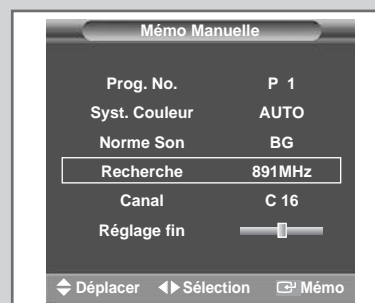 Mémo Manuelle
Prog. No. P 1
Syst. Couleur AUTO
Norme Son BG
Recherche 891MHz
Canal C 16
Réglage fin
Déplacer Sélection Mémo